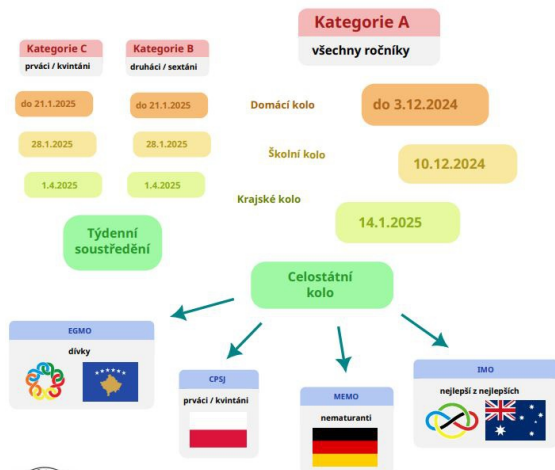 Kategorie A
všechny ročníky
Kategorie C
prváci / kvintáni
Kategorie B
druháci / sextáni
do 21.1.2025
do 21.1.2025
Domácí kolo
do 3.12.2024
28.1.2025
28.1.2025
Školní kolo
10.12.2024
1.4.2025
1.4.2025
Krajské kolo
14.1.2025
Týdenní
soustředění
Celostátní
kolo
EGMO
dívky
CPSJ
prváci / kvintáni
MEMO
nematuranti
IMO
nejlepší z nejlepších